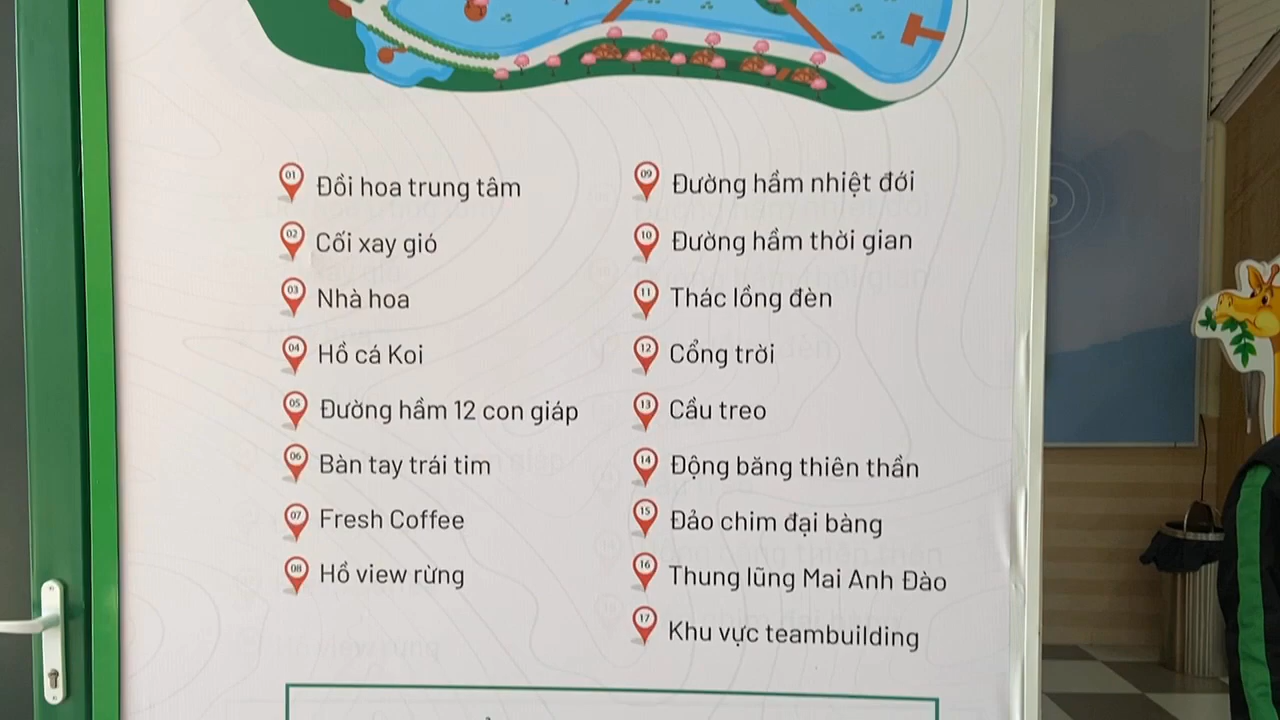 01 Đồi hoa trung tâm
02 Cối xay gió
03 Nhà hoa
04 Hồ cá Koi
05 Đường hầm 12 con giáp
06 Bàn tay trái tim
07 Fresh Coffee
08 Hồ view rừng
09 Đường hầm nhiệt đới
10 Đường hầm thời gian
11 Thác lồng đèn
12 Cổng trời
13 Cầu treo
14 Động băng thiên thần
15 Đảo chim đại bàng
16 Thung lũng Mai Anh Đào
17 Khu vực teambuilding